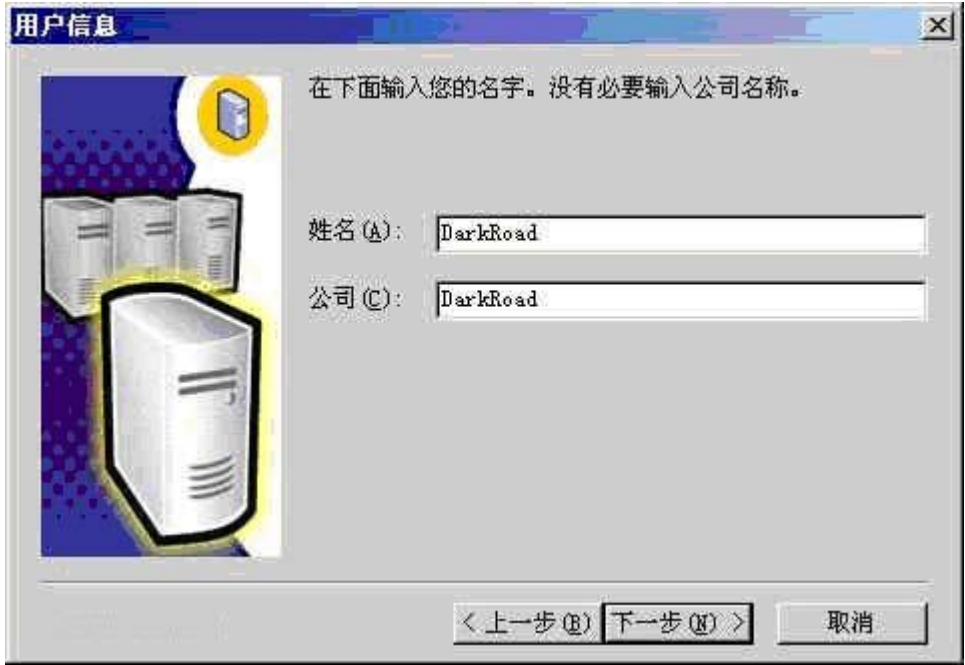 用户信息
在下面输入您的名字。没有必要输入公司名称。
姓名(A): DarkRoad
公司(C): DarkRoad
< 上一步(B) 下一步(N) > 取消